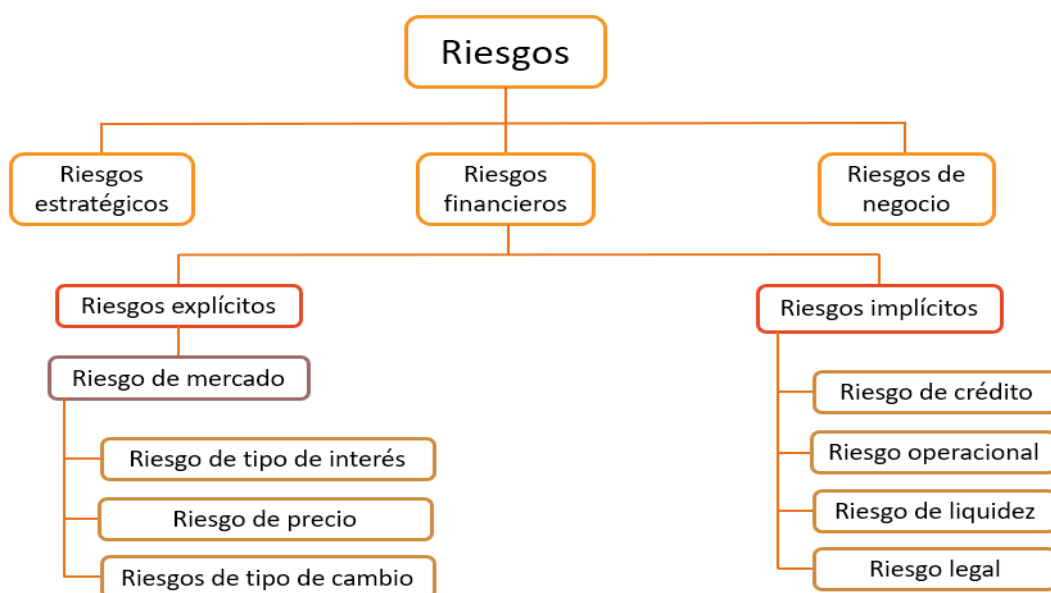 Riesgos
Riesgos
estratégicos
Riesgos
financieros
Riesgos de
negocio
Riesgos explícitos
Riesgos implícitos
Riesgo de mercado
Riesgo de tipo de interés
Riesgo de precio
Riesgos de tipo de cambio
Riesgo de crédito
Riesgo operacional
Riesgo de liquidez
Riesgo legal